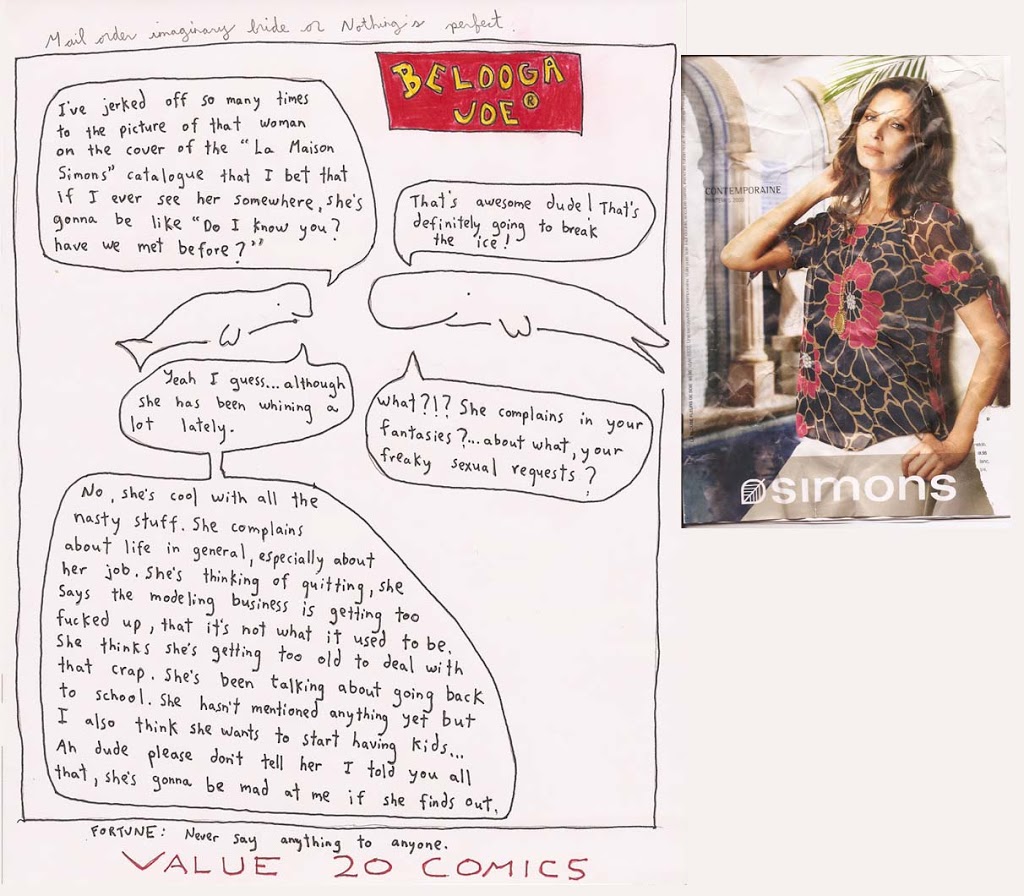 Mail order imaginary bride or Nothing's perfect.
BELOOGA
JOE®
I've jerked off so many times
to the picture of that woman
on the cover of the "La Maison
Simons" catalogue that I bet that
if I ever see her somewhere, she's
gonna be like "Do I know you?
have we met before?"
That's awesome dude! That's
definitely going to break
the ice!
Yeah I guess... although
she has been whining a
lot lately.
What?!? She complains in your
fantasies?... about what, your
freaky sexual requests?
No, she's cool with all the
nasty stuff. She complains
about life in general, especially about
her job. She's thinking of quitting, she
says the modeling business is getting too
fucked up, that it's not what it used to be.
She thinks she's getting too old to deal with
that crap. She's been talking about going back
to school. She hasn't mentioned anything yet but
I also think she wants to start having kids...
Ah dude please don't tell her I told you all
that, she's gonna be mad at me if she finds out.
FORTUNE: Never say anything to anyone.
VALUE 20 COMICS
CONTEMPORAINE
simons